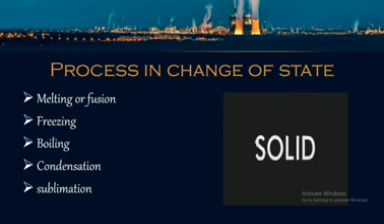 PROCESS IN CHANGE OF STATE
➤ Melting or fusion
➤ Freezing
➤ Boiling
➤ Condensation
➤ sublimation
SOLID
Activate Windows
Go to Settings to activate Windows.